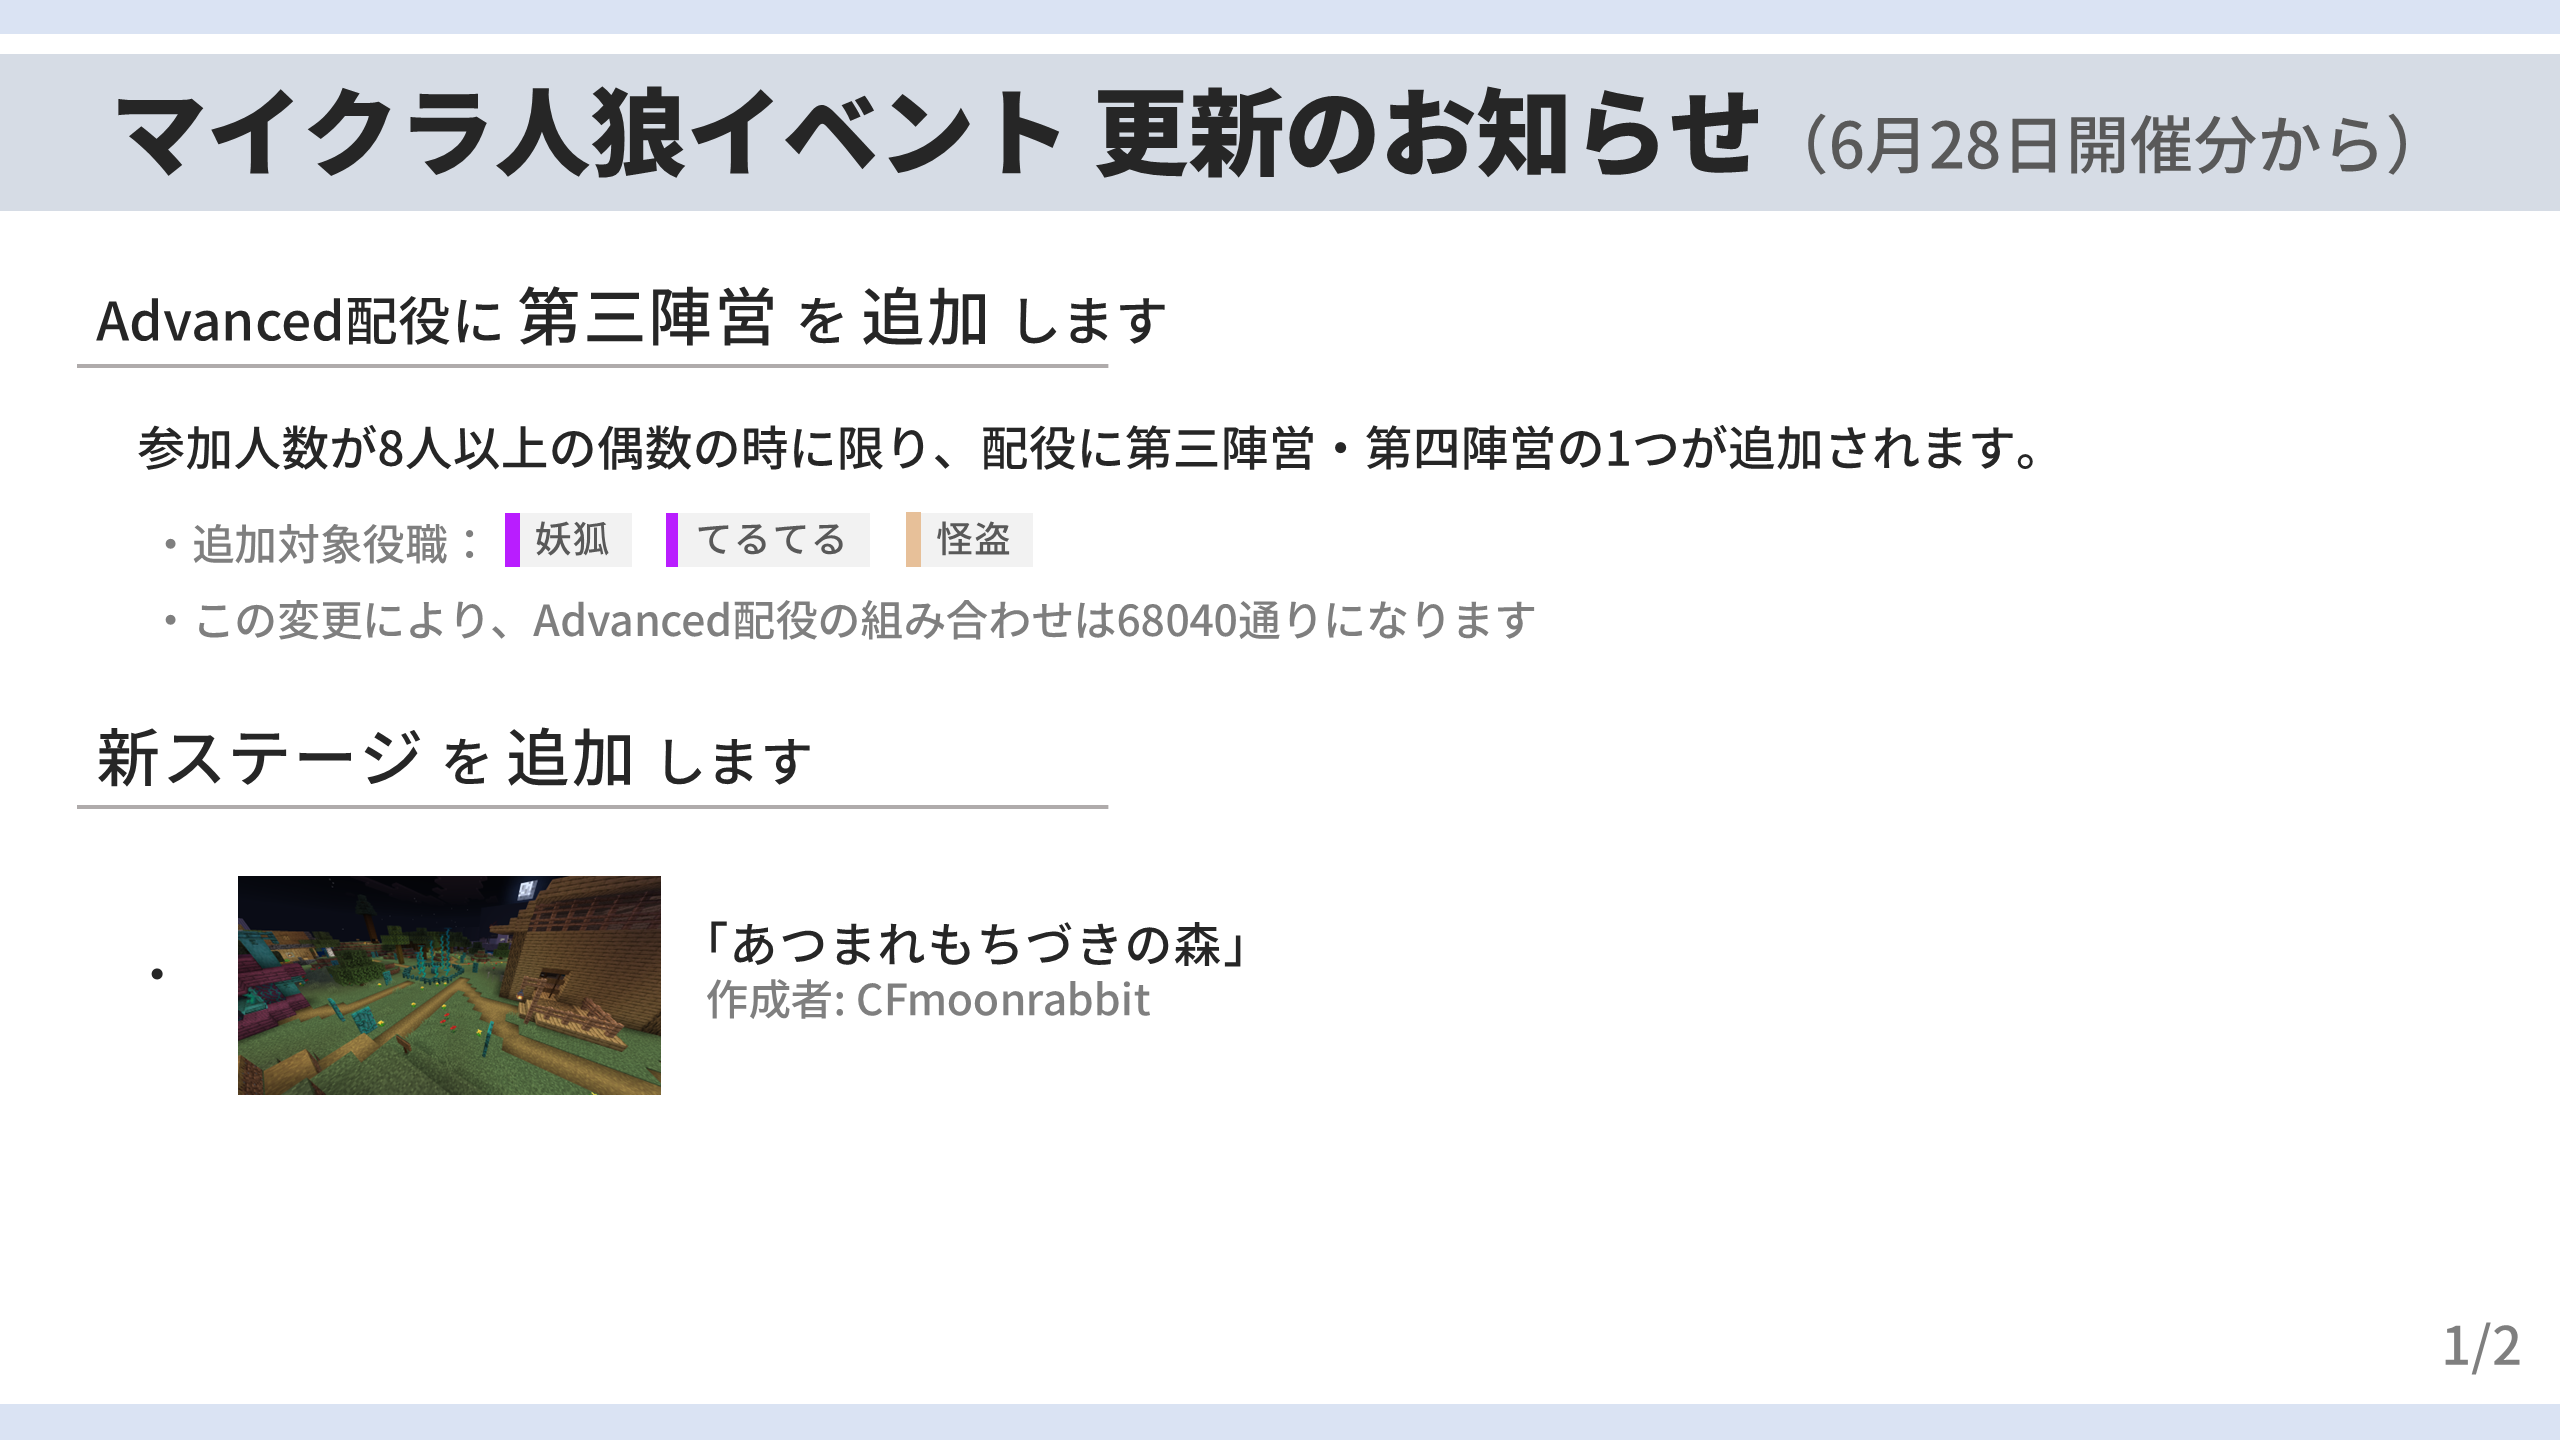 マイクラ人狼イベント 更新のお知らせ（6月28日開催分から）
Advanced配役に 第三陣営 を 追加 します
参加人数が8人以上の偶数の時に限り、配役に第三陣営・第四陣営の1つが追加されます。
・追加対象役職： 妖狐 てるてる 怪盗
・この変更により、Advanced配役の組み合わせは68040通りになります
新ステージ を 追加 します
・
「あつまれもちづきの森」
作成者: CFmoonrabbit
1/2